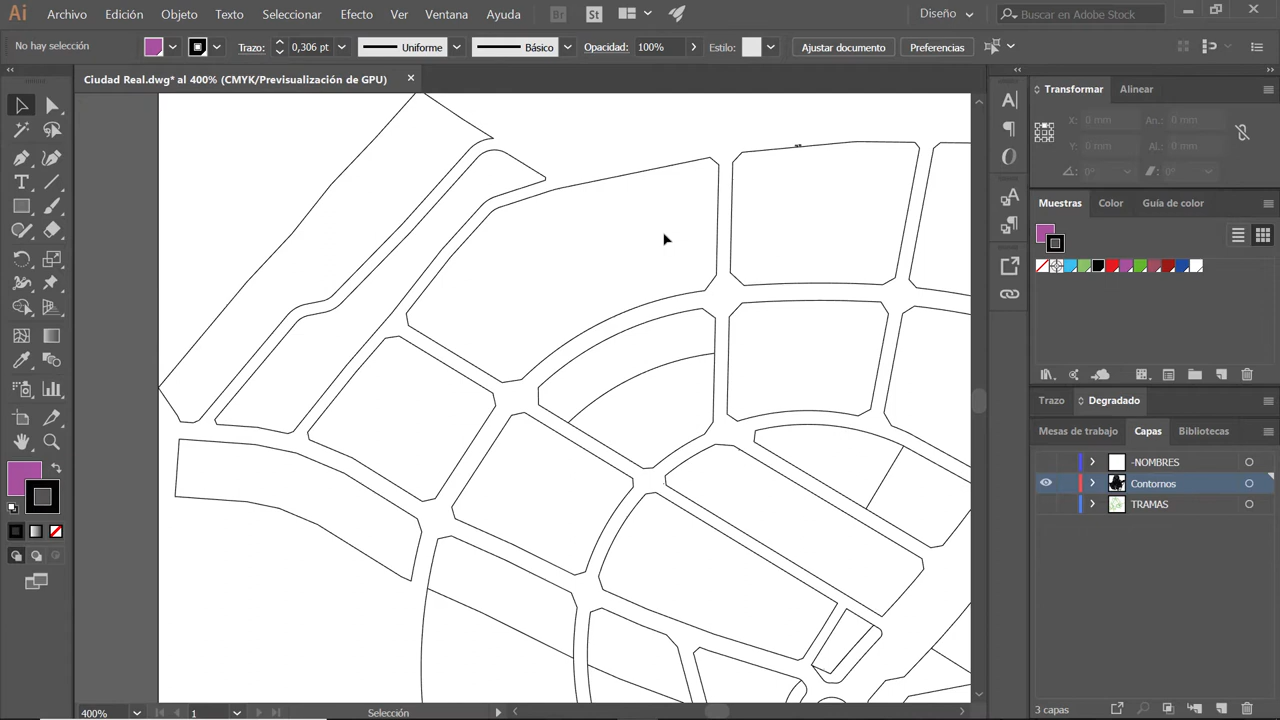 Ai Archivo Edición Objeto Texto Seleccionar Efecto Ver Ventana Ayuda Br St Diseño Buscar en Adobe Stock
No hay selección Trazo: 0,306 pt Uniforme Básico Opacidad: 100% Estilo: Ajustar documento Preferencias
Ciudad Real.dwg* al 400% (CMYK/Previsualización de GPU) ×
Transformar Alinear
X: 0 mm An.: 0 mm
Y: 0 mm Al.: 0 mm
0° 0°
Muestras Color Guía de color
Trazo Degradado
Mesas de trabajo Capas Bibliotecas
-NOMBRES
Contornos
TRAMAS
400% 1 Selección 3 capas